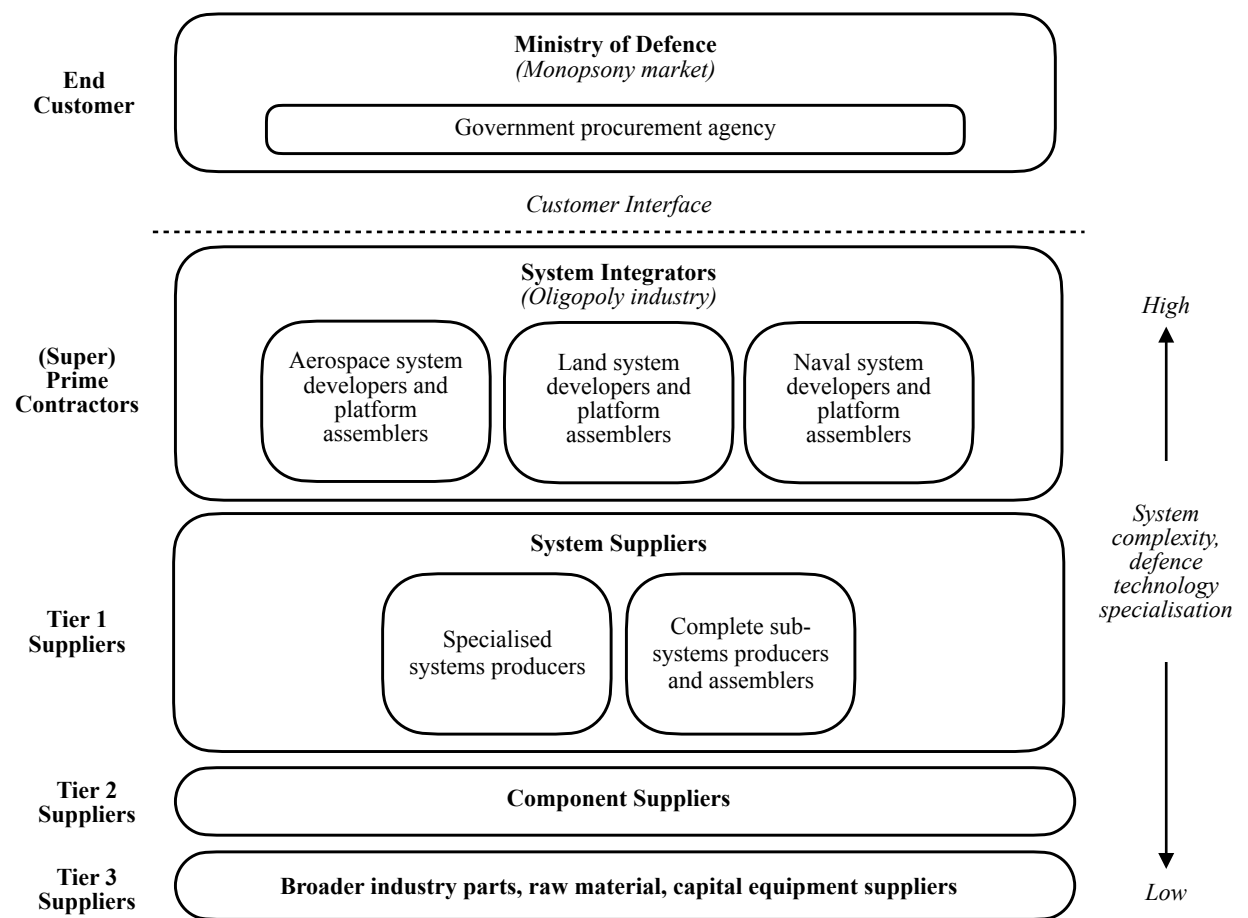 Ministry of Defence
(Monopsony market)
End
Customer
Government procurement agency
Customer Interface
System Integrators
(Oligopoly industry)
(Super)
Prime
Contractors
Aerospace system
developers and
platform
assemblers
Land system
developers and
platform
assemblers
Naval system
developers and
platform
assemblers
High
System
complexity,
defence
technology
specialisation
Low
System Suppliers
Tier 1
Suppliers
Specialised
systems producers
Complete sub-
systems producers
and assemblers
Tier 2
Suppliers
Component Suppliers
Tier 3
Suppliers
Broader industry parts, raw material, capital equipment suppliers